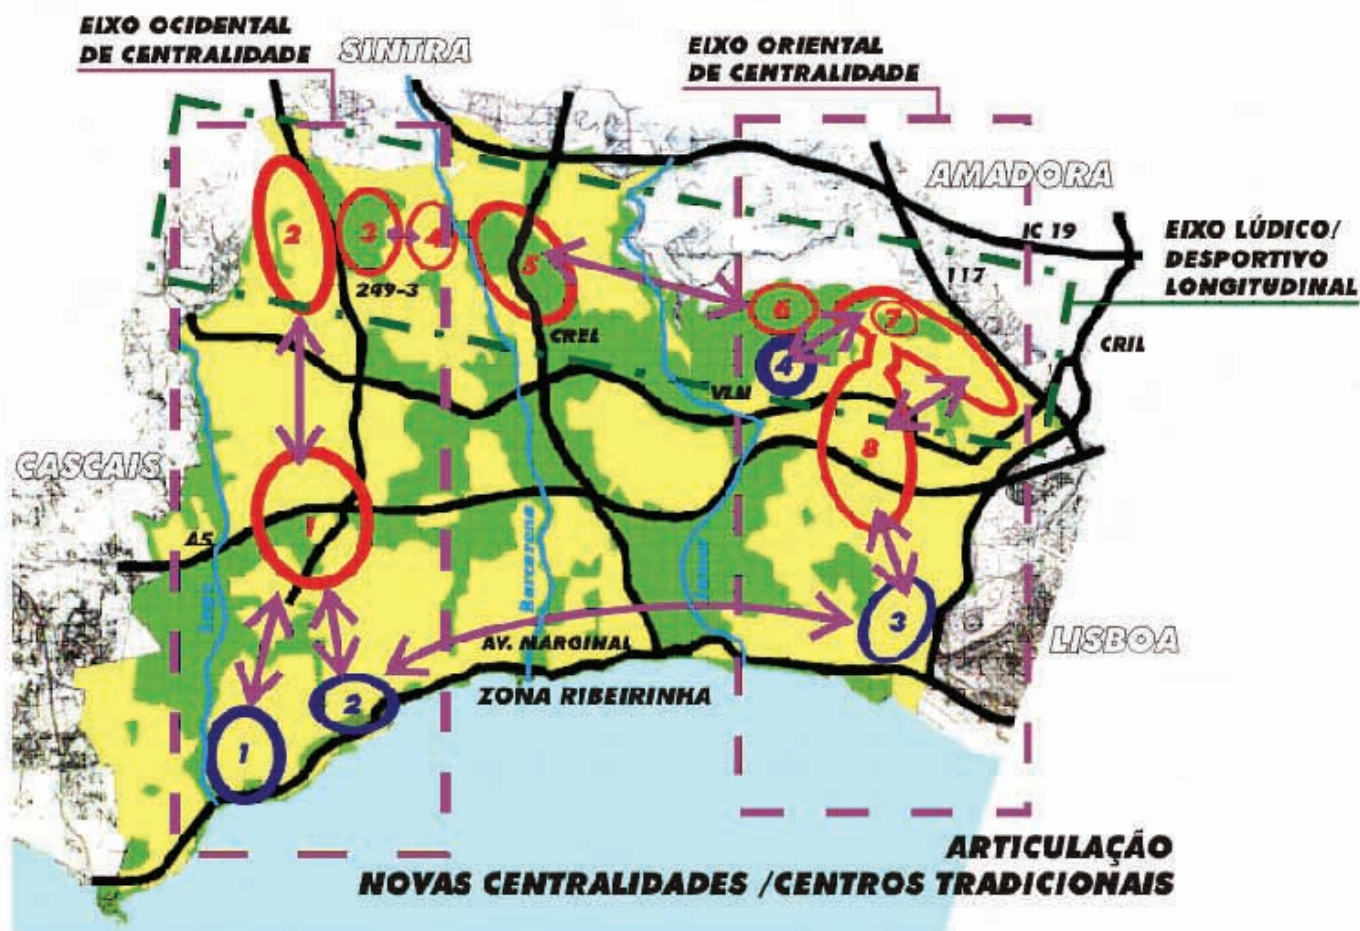 EIXO OCIDENTAL
DE CENTRALIDADE
SINTRA
EIXO ORIENTAL
DE CENTRALIDADE
AMADORA
IC 19
EIXO LÚDICO/
DESPORTIVO
LONGITUDINAL
2
3
4
5
249-3
117
6
7
CREL
CRIL
4
VLN
8
CASCAIS
1
A5
Barcarena
3
LISBOA
AV. MARGINAL
ZONA RIBEIRINHA
2
1
ARTICULAÇÃO
NOVAS CENTRALIDADES /CENTROS TRADICIONAIS